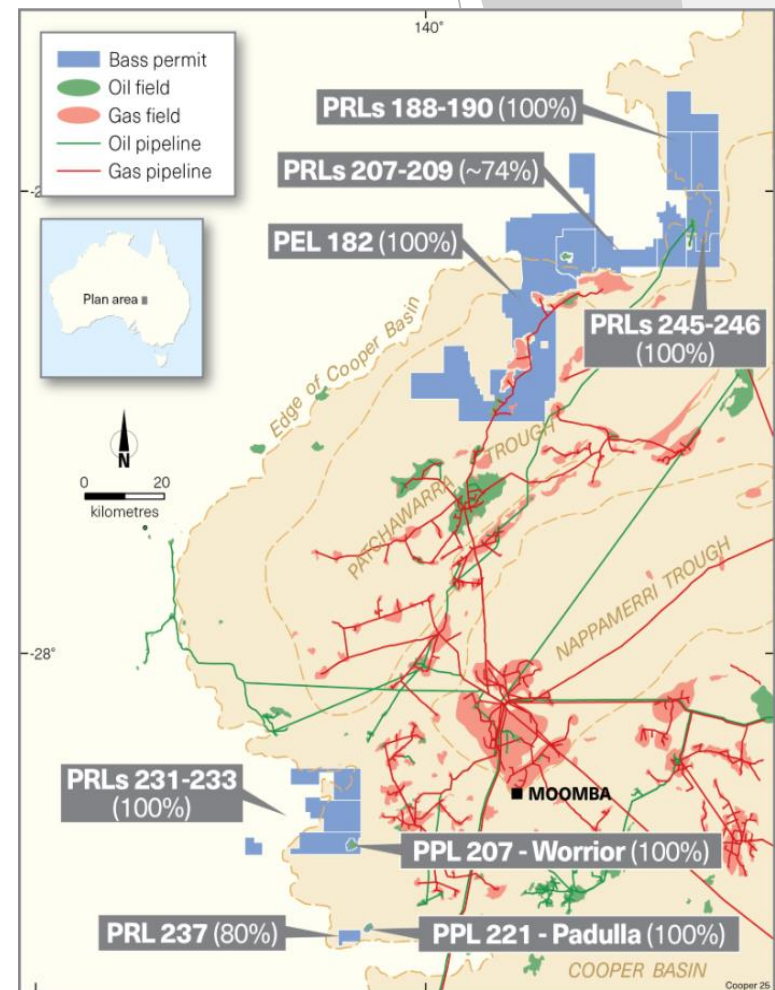 140°
Bass permit
Oil field
Gas field
Oil pipeline
Gas pipeline
PRLs 188-190 (100%)
PRLs 207-209 (~74%)
-2
PEL 182 (100%)
Plan area
PRLs 245-246
(100%)
Edge of Cooper Basin
N
0 20
kilometres
PATCHAWARRA TROUGH
NAPPAMERRI TROUGH
-28°
PRLs 231-233
(100%)
MOOMBA
PPL 207 - Worrior (100%)
PRL 237 (80%)
PPL 221 - Padulla (100%)
COOPER BASIN
Cooper 25